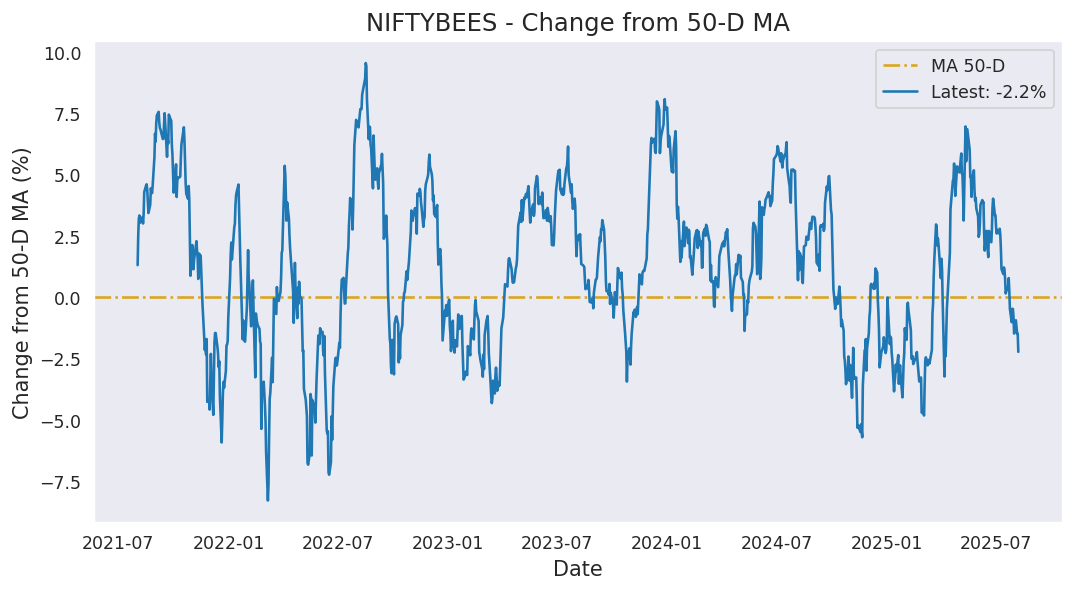 NIFTYBEES - Change from 50-D MA
MA 50-D
Latest: -2.2%
Change from 50-D MA (%)
10.0
7.5
5.0
2.5
0.0
−2.5
−5.0
−7.5
2021-07 2022-01 2022-07 2023-01 2023-07 2024-01 2024-07 2025-01 2025-07
Date